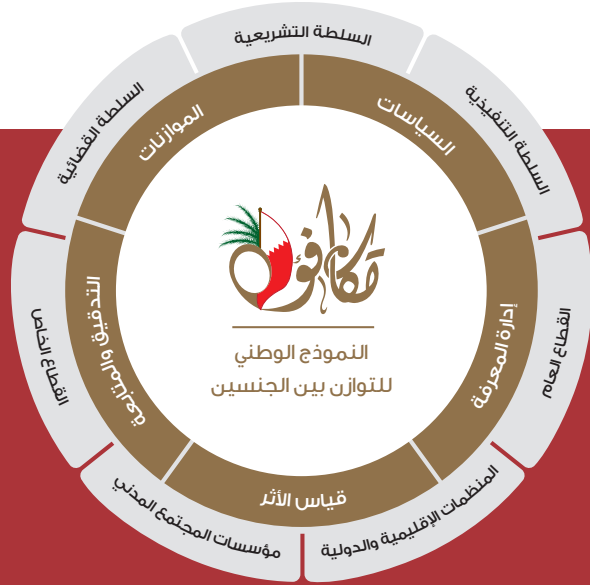 السلطة التشريعية
السلطة التنفيذية
القطاع العام
المنظمات الإقليمية والدولية
مؤسسات المجتمع المدني
القطاع الخاص
السلطة القضائية
السياسات
إدارة المعرفة
قياس الأثر
التدقيق والمتابعة
الموازنات
تكافؤ
النموذج الوطني
للتوازن بين الجنسين